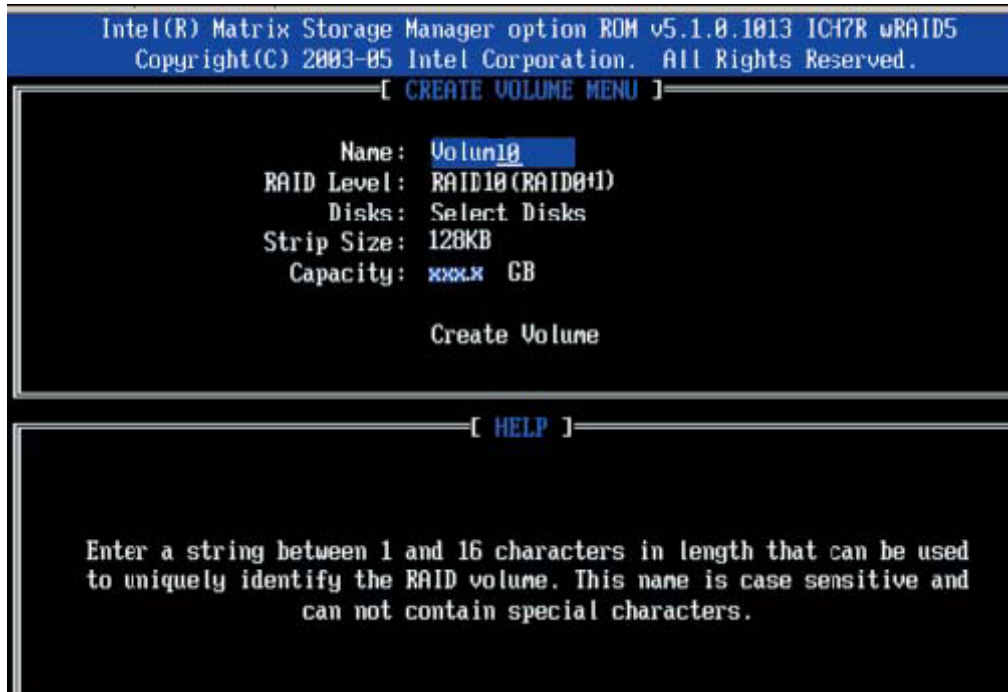 Intel(R) Matrix Storage Manager option ROM v5.1.0.1013 ICH7R wRAID5
Copyright(C) 2003-05 Intel Corporation. All Rights Reserved.
[ CREATE VOLUME MENU ]
Name: Volum10
RAID Level: RAID10(RAID0+1)
Disks: Select Disks
Strip Size: 128KB
Capacity: xxx.x GB
Create Volume
[ HELP ]
Enter a string between 1 and 16 characters in length that can be used
to uniquely identify the RAID volume. This name is case sensitive and
can not contain special characters.